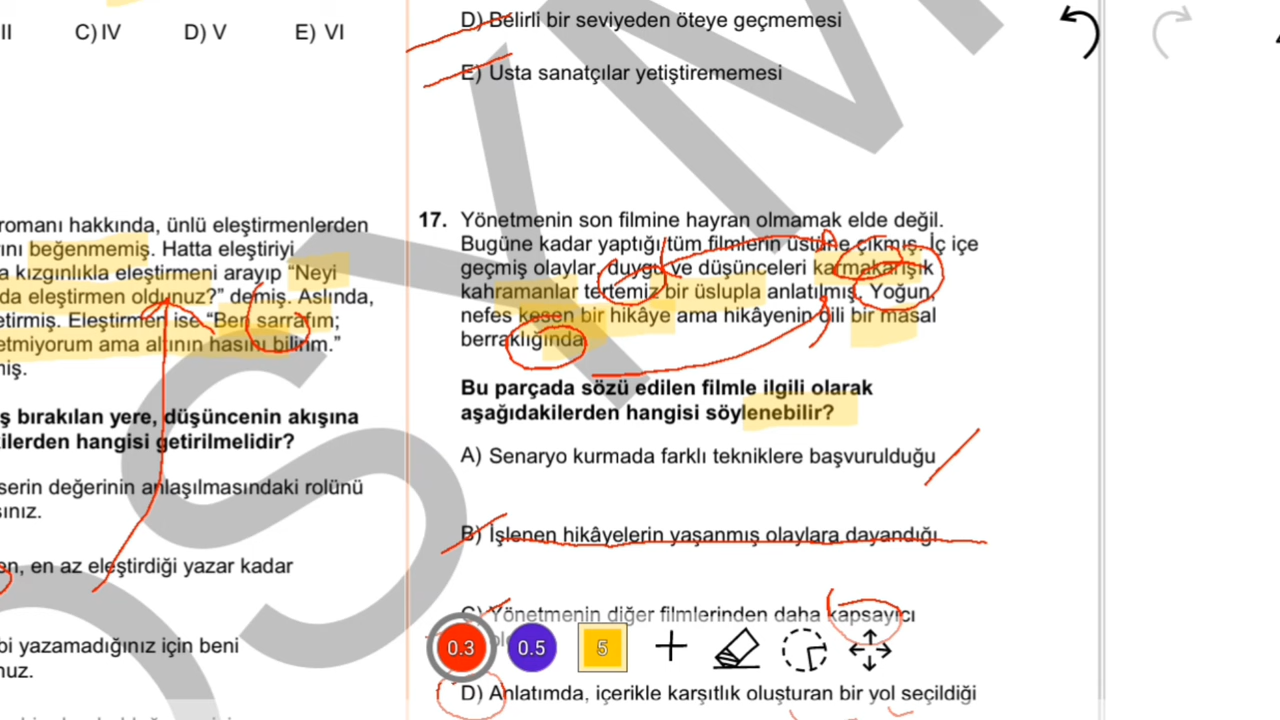 II C) IV D) V E) VI
romanı hakkında, ünlü eleştirmenlerden
ını beğenmemiş. Hatta eleştiriyi
a kızgınlıkla eleştirmeni arayıp “Neyi
da eleştirmen oldunuz?” demiş. Aslında,
etirmiş. Eleştirmen ise “Ben sarrafım;
etmiyorum ama altının hasını bilirim.”
miş.
ş bırakılan yere, düşüncenin akışına
kilerden hangisi getirilmelidir?
serin değerinin anlaşılmasındaki rolünü
sınız.
en, en az eleştirdiği yazar kadar
bi yazamadığınız için beni
nuz.
D) Belirli bir seviyeden öteye geçmemesi
E) Usta sanatçılar yetiştirememesi
17. Yönetmenin son filmine hayran olmamak elde değil.
Bugüne kadar yaptığı tüm filmlerin üstüne çıkmış. İç içe
geçmiş olaylar, duygu ve düşünceleri karmakarışık
kahramanlar tertemiz bir üslupla anlatılmış. Yoğun,
nefes kesen bir hikâye ama hikâyenin dili bir masal
berraklığında.
Bu parçada sözü edilen filmle ilgili olarak
aşağıdakilerden hangisi söylenebilir?
A) Senaryo kurmada farklı tekniklere başvurulduğu
B) İşlenen hikâyelerin yaşanmış olaylara dayandığı
C) Yönetmenin diğer filmlerinden daha kapsayıcı
0.3 0.5 5
D) Anlatımda, içerikle karşıtlık oluşturan bir yol seçildiği